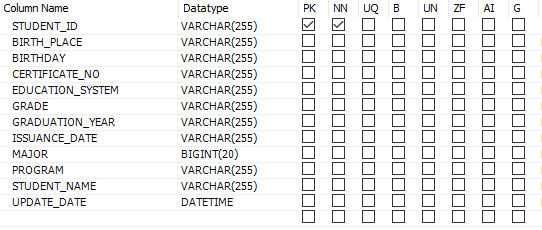 Column Name Datatype PK NN UQ B UN ZF AI G
STUDENT_ID VARCHAR(255)
BIRTH_PLACE VARCHAR(255)
BIRTHDAY VARCHAR(255)
CERTIFICATE_NO VARCHAR(255)
EDUCATION_SYSTEM VARCHAR(255)
GRADE VARCHAR(255)
GRADUATION_YEAR VARCHAR(255)
ISSUANCE_DATE VARCHAR(255)
MAJOR BIGINT(20)
PROGRAM VARCHAR(255)
STUDENT_NAME VARCHAR(255)
UPDATE_DATE DATETIME